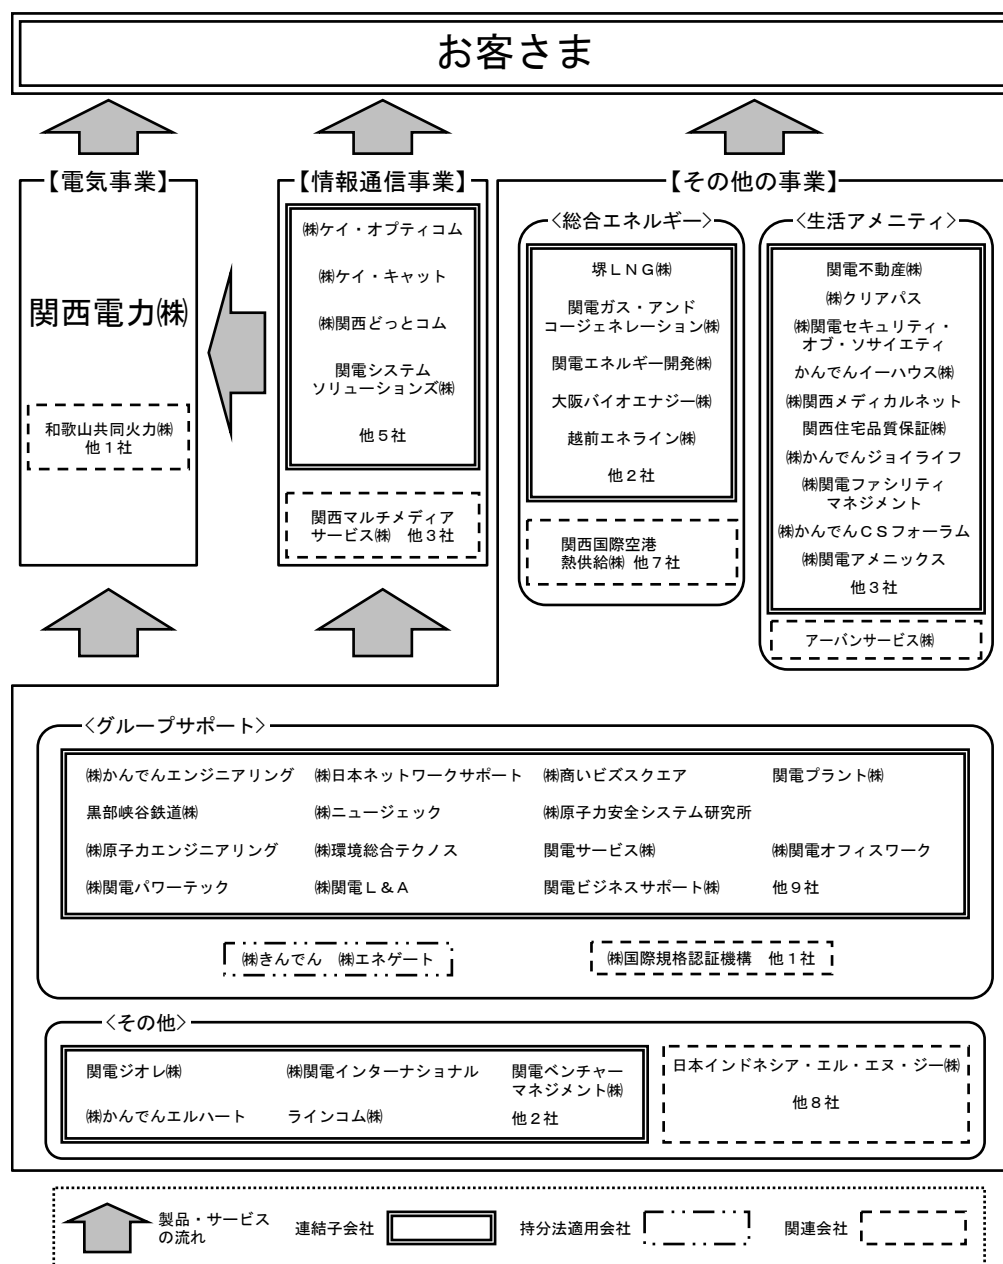 お客さま
【電気事業】
関西電力㈱
和歌山共同火力㈱
他１社
【情報通信事業】
㈱ケイ・オプティコム
㈱ケイ・キャット
㈱関西どっとコム
関電システム
ソリューションズ㈱
他５社
関西マルチメディア
サービス㈱　他３社
【その他の事業】
〈総合エネルギー〉
堺ＬＮＧ㈱
関電ガス・アンド
コージェネレーション㈱
関電エネルギー開発㈱
大阪バイオエナジー㈱
越前エネライン㈱
他２社
関西国際空港
熱供給㈱ 他７社
〈生活アメニティ〉
関電不動産㈱
㈱クリアパス
㈱関電セキュリティ・
オブ・ソサイエティ
かんでんイーハウス㈱
㈱関西メディカルネット
関西住宅品質保証㈱
㈱かんでんジョイライフ
㈱関電ファシリティ
マネジメント
㈱かんでんＣＳフォーラム
㈱関電アメニックス
他３社
アーバンサービス㈱
〈グループサポート〉
㈱かんでんエンジニアリング　㈱日本ネットワークサポート　㈱商いビズスクエア　関電プラント㈱
黒部峡谷鉄道㈱　㈱ニュージェック　㈱原子力安全システム研究所
㈱原子力エンジニアリング　㈱環境総合テクノス　関電サービス㈱　㈱関電オフィスワーク
㈱関電パワーテック　㈱関電Ｌ＆Ａ　関電ビジネスサポート㈱　他９社
㈱きんでん　㈱エネゲート
㈱国際規格認証機構　他１社
〈その他〉
関電ジオレ㈱　㈱関電インターナショナル　関電ベンチャー
マネジメント㈱
㈱かんでんエルハート　ラインコム㈱　他２社
日本インドネシア・エル・エヌ・ジー㈱
他８社
製品・サービス
の流れ
連結子会社
持分法適用会社
関連会社